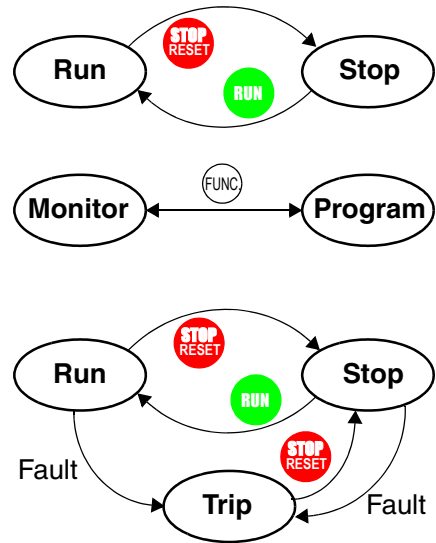 STOP
RESET
Run
Stop
RUN
FUNC.
Monitor
Program
STOP
RESET
Run
Stop
RUN
STOP
RESET
Fault
Trip
Fault